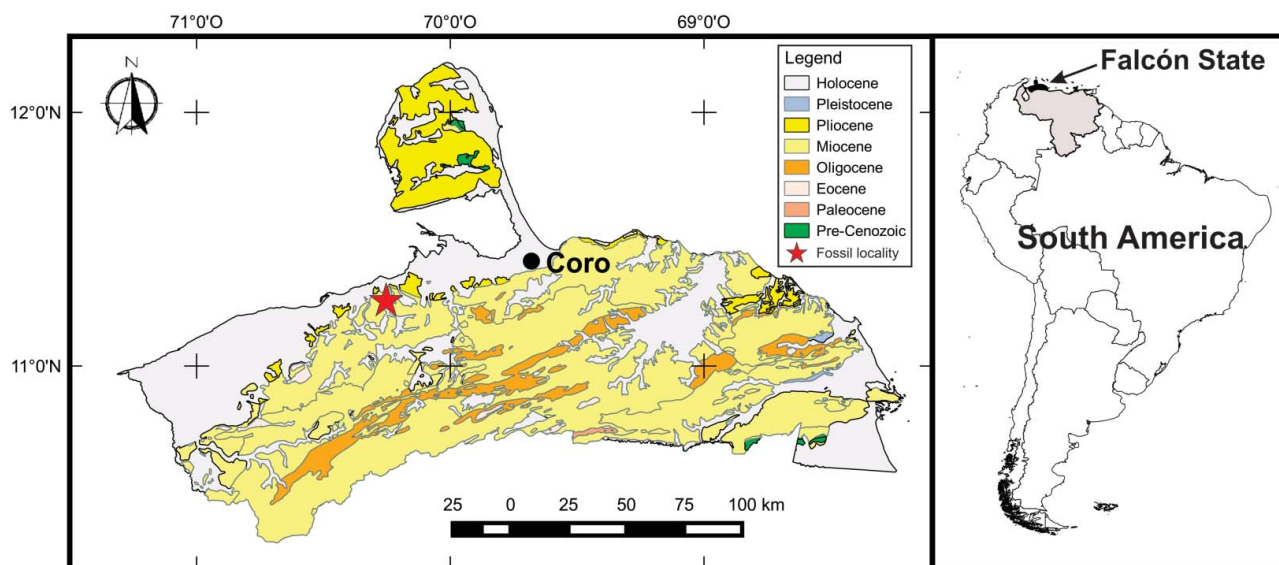 71°0'O
70°0'O
69°0'O
N
12°0'N
11°0'N
Legend
Holocene
Pleistocene
Pliocene
Miocene
Oligocene
Eocene
Paleocene
Pre-Cenozoic
Fossil locality
Coro
25 0 25 50 75 100 km
Falcón State
South America